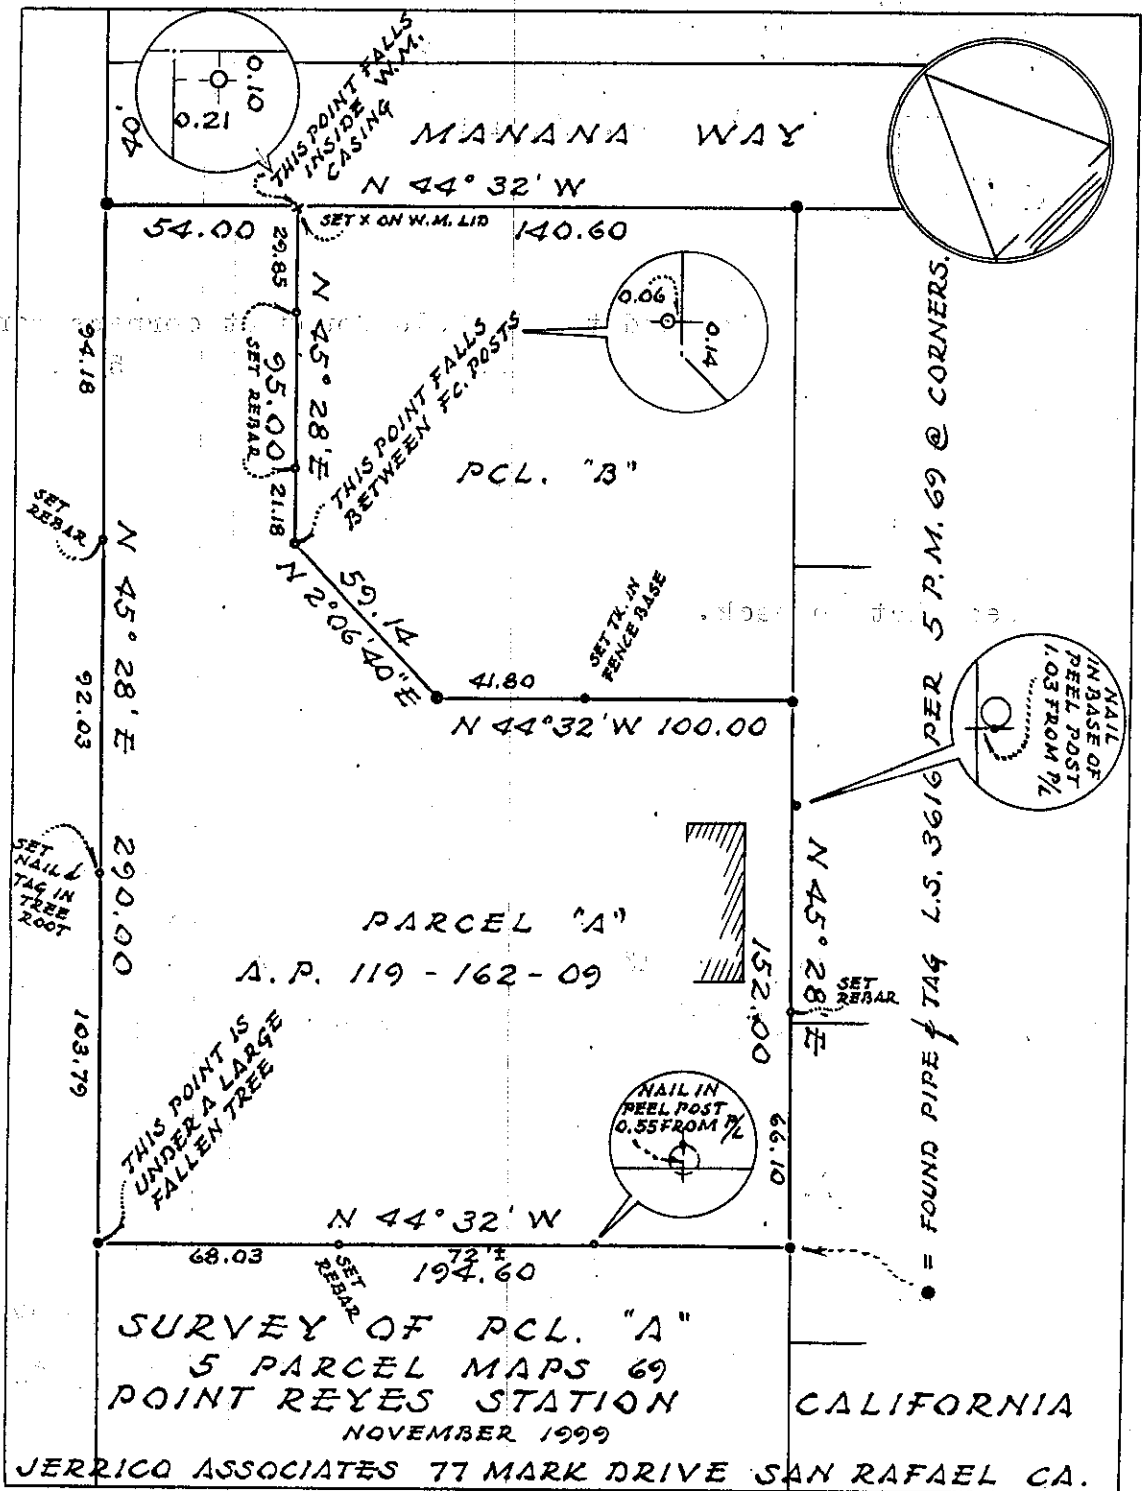 0.10
0.21
.04
THIS POINT FALLS
INSIDE W.M.
CASING
MANANA WAY
N 44° 32' W
54.00
SET X ON W.M. LID
140.60
29.85
N 45° 28' E
95.00
SET REBAR
21.18
94.18
0.06
0.14
THIS POINT FALLS
BETWEEN FC. POSTS
PCL. "B"
SET
REBAR
N 45° 28' E
290.00
92.03
N 2° 06' 40" E
59.14
SET TK. IN
FENCE BASE
41.80
N 44° 32' W 100.00
NAIL
IN BASE OF
PEEL POST
1.03 FROM P/L
SET
NAIL &
TAG IN
TREE
ROOT
PARCEL "A"
A.P. 119-162-09
N 45° 28' E
152.00
SET
REBAR
66.10
103.79
THIS POINT IS
UNDER A LARGE
FALLEN TREE
NAIL IN
PEEL POST
0.55 FROM P/L
N 44° 32' W
68.03
SET
REBAR
72'±
194.60
= FOUND PIPE & TAG L.S. 3616 PER 5 P.M. 69 @ CORNERS.
SURVEY OF PCL. "A"
5 PARCEL MAPS 69
POINT REYES STATION CALIFORNIA
NOVEMBER 1999
JERRICO ASSOCIATES 77 MARK DRIVE SAN RAFAEL CA.